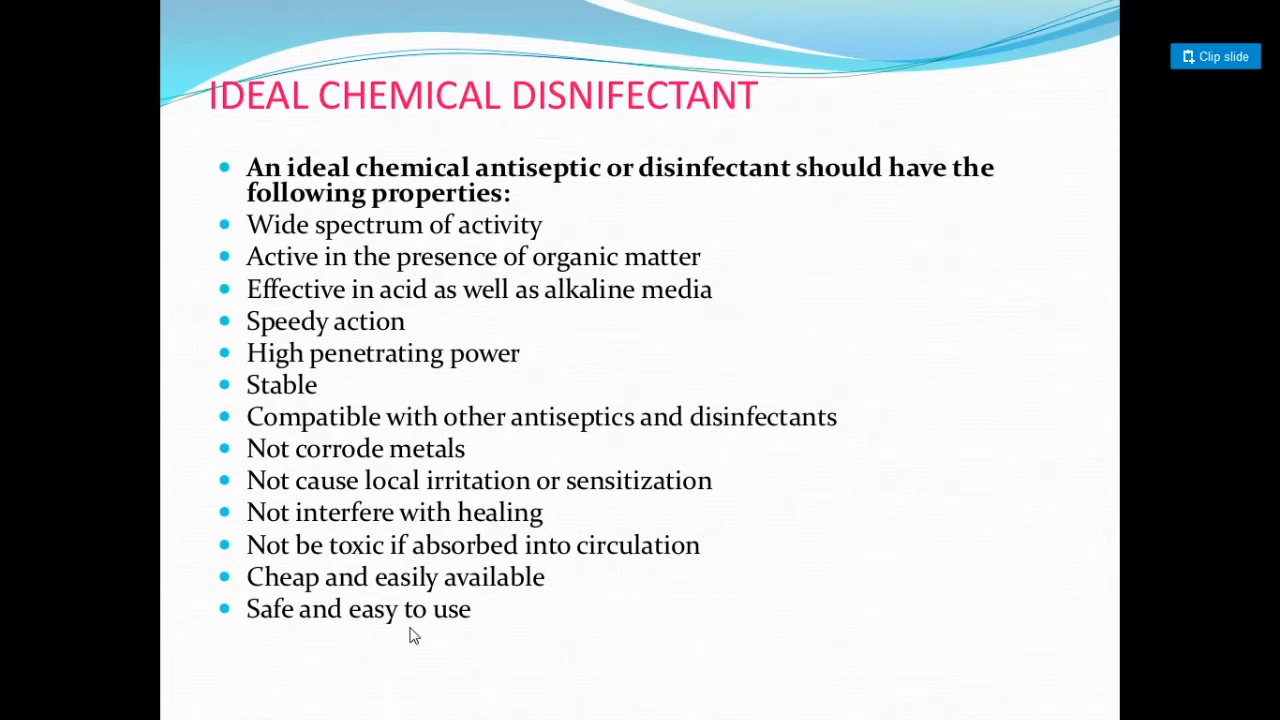 Clip slide
IDEAL CHEMICAL DISNIFECTANT
• An ideal chemical antiseptic or disinfectant should have the
following properties:
• Wide spectrum of activity
• Active in the presence of organic matter
• Effective in acid as well as alkaline media
• Speedy action
• High penetrating power
• Stable
• Compatible with other antiseptics and disinfectants
• Not corrode metals
• Not cause local irritation or sensitization
• Not interfere with healing
• Not be toxic if absorbed into circulation
• Cheap and easily available
• Safe and easy to use